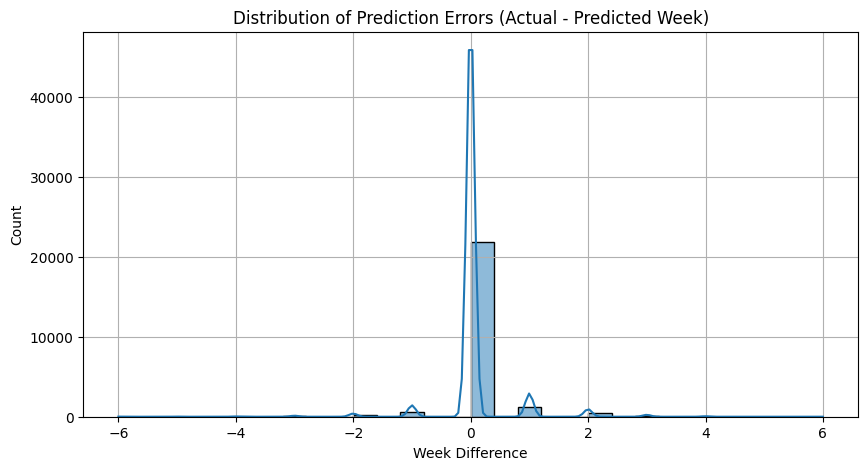 Distribution of Prediction Errors (Actual - Predicted Week)
Count
40000
30000
20000
10000
0
−6 −4 −2 0 2 4 6
Week Difference